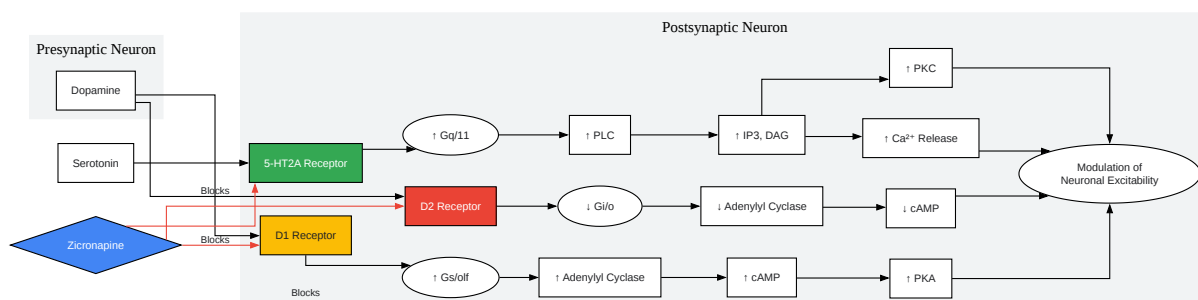 Postsynaptic Neuron
Presynaptic Neuron
Dopamine
Serotonin
Zicronapine
Blocks
Blocks
Blocks
5-HT2A Receptor
↑ Gq/11
↑ PLC
↑ IP3, DAG
↑ PKC
↑ Ca²⁺ Release
D2 Receptor
↓ Gi/o
↓ Adenylyl Cyclase
↓ cAMP
D1 Receptor
↑ Gs/olf
↑ Adenylyl Cyclase
↑ cAMP
↑ PKA
Modulation of
Neuronal Excitability